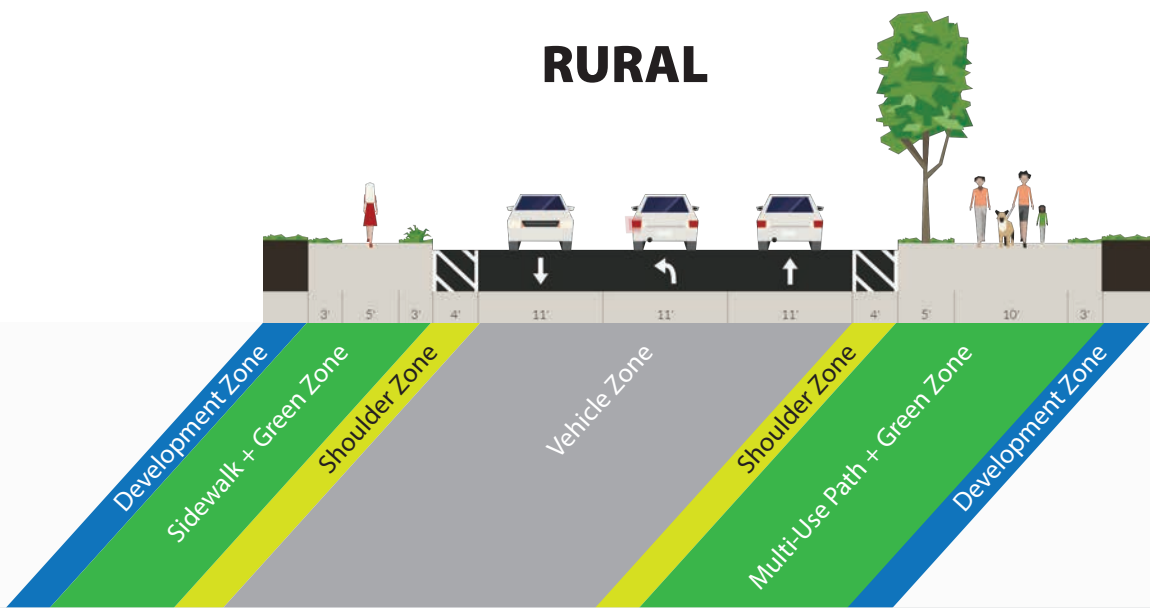 RURAL
3' 5' 3' 4' 11' 11' 11' 4' 5' 10' 3'
Development Zone
Sidewalk + Green Zone
Shoulder Zone
Vehicle Zone
Shoulder Zone
Multi-Use Path + Green Zone
Development Zone